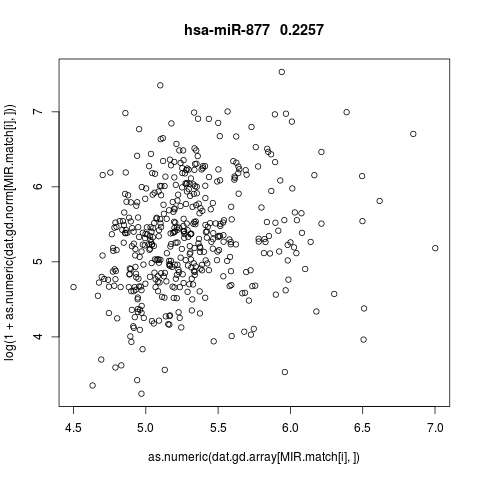 hsa-miR-877 0.2257
log(1 + as.numeric(dat.gd.norm[MIR.match[i], ]))
7
6
5
4
4.5 5.0 5.5 6.0 6.5 7.0
as.numeric(dat.gd.array[MIR.match[i], ])